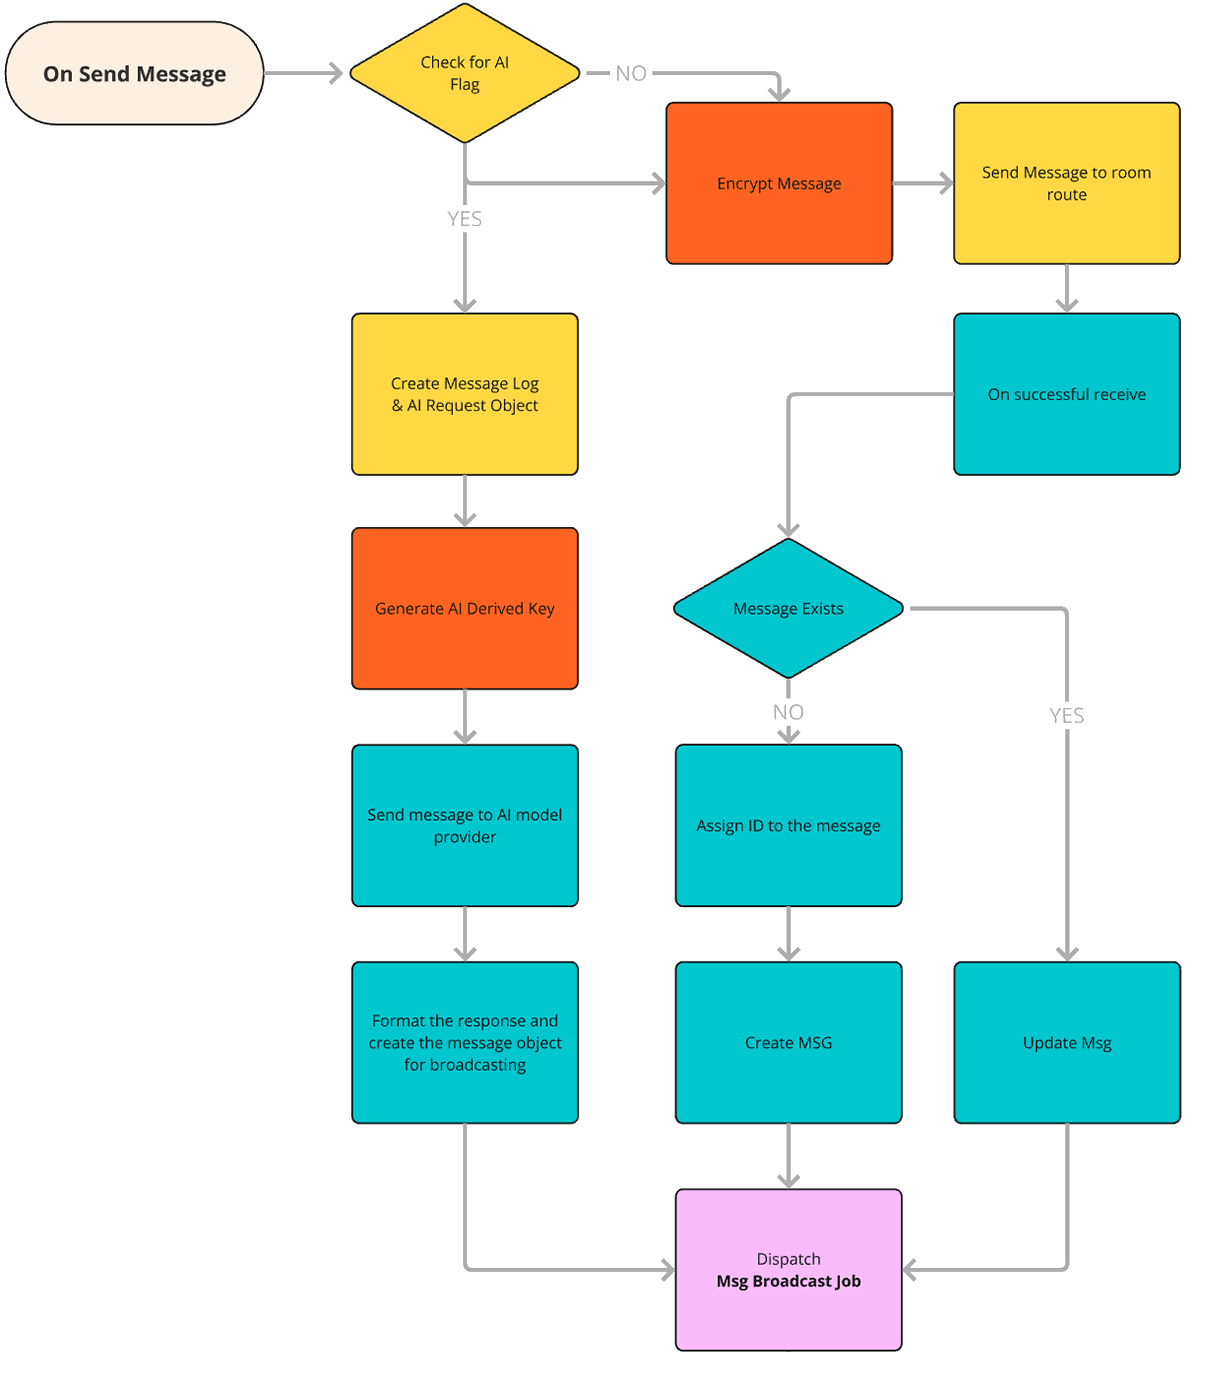 On Send Message
Check for AI
Flag
NO
Encrypt Message
Send Message to room
route
YES
Create Message Log
& AI Request Object
On successful receive
Generate AI Derived Key
Message Exists
NO
YES
Send message to AI model
provider
Assign ID to the message
Format the response and
create the message object
for broadcasting
Create MSG
Update Msg
Dispatch
Msg Broadcast Job